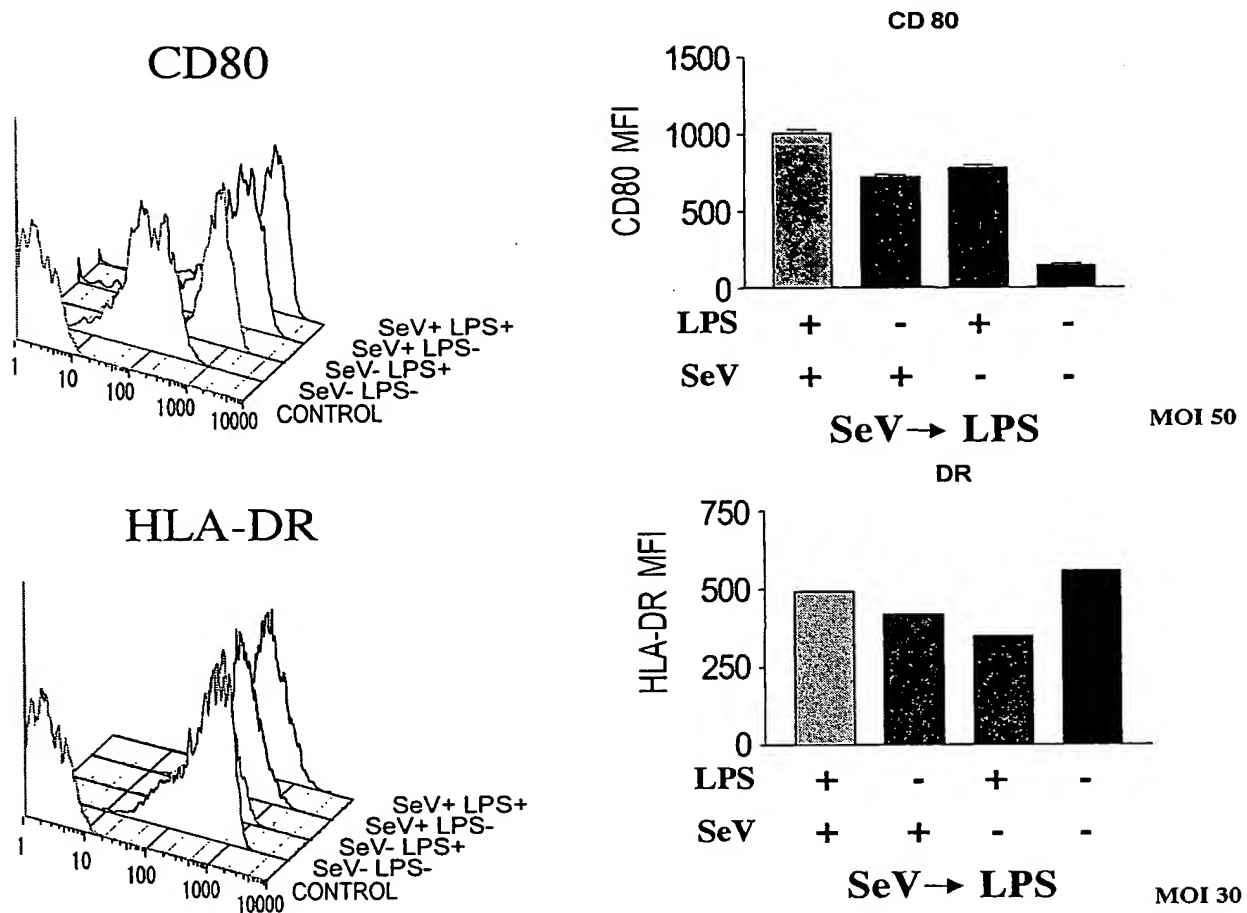 CD80
SeV+ LPS+
SeV+ LPS-
SeV- LPS+
SeV- LPS-
CONTROL
1 10 100 1000 10000
CD 80
CD80 MFI
1500
1000
500
0
LPS + - + -
SeV + + - -
SeV→ LPS
MOI 50
HLA-DR
SeV+ LPS+
SeV+ LPS-
SeV- LPS+
SeV- LPS-
CONTROL
1 10 100 1000 10000
DR
HLA-DR MFI
750
500
250
0
LPS + - + -
SeV + + - -
SeV→ LPS
MOI 30